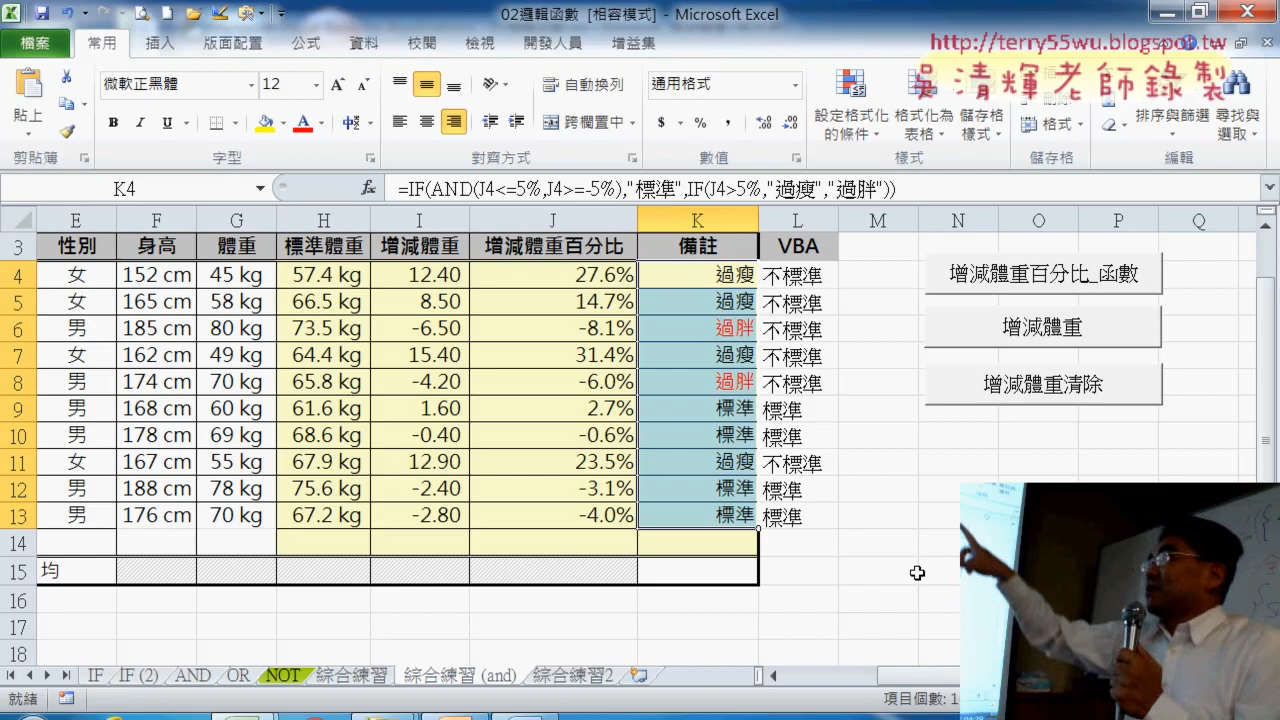 02邏輯函數 [相容模式] - Microsoft Excel
檔案 常用 插入 版面配置 公式 資料 校閱 檢視 開發人員 增益集
http://terry55wu.blogspot.tw
吳清輝老師錄製
微軟正黑體 12 自動換列 通用格式
貼上 B I U 跨欄置中 $ % , 設定格式化的條件 格式化為表格 儲存格樣式 格式 排序與篩選 尋找與選取
剪貼簿 字型 對齊方式 數值 樣式 儲存格 編輯
K4 fx =IF(AND(J4<=5%,J4>=-5%),"標準",IF(J4>5%,"過瘦","過胖"))
E F G H I J K L M N O P Q
3 性別 身高 體重 標準體重 增減體重 增減體重百分比 備註 VBA
4 女 152 cm 45 kg 57.4 kg 12.40 27.6% 過瘦 不標準
5 女 165 cm 58 kg 66.5 kg 8.50 14.7% 過瘦 不標準
6 男 185 cm 80 kg 73.5 kg -6.50 -8.1% 過胖 不標準
7 女 162 cm 49 kg 64.4 kg 15.40 31.4% 過瘦 不標準
8 男 174 cm 70 kg 65.8 kg -4.20 -6.0% 過胖 不標準
9 男 168 cm 60 kg 61.6 kg 1.60 2.7% 標準 標準
10 男 178 cm 69 kg 68.6 kg -0.40 -0.6% 標準 標準
11 女 167 cm 55 kg 67.9 kg 12.90 23.5% 過瘦 不標準
12 男 188 cm 78 kg 75.6 kg -2.40 -3.1% 標準 標準
13 男 176 cm 70 kg 67.2 kg -2.80 -4.0% 標準 標準
14
15 均
16
17
18
增減體重百分比_函數
增減體重
增減體重清除
IF IF (2) AND OR NOT 綜合練習 綜合練習 (and) 綜合練習2
就緒 項目個數: 1